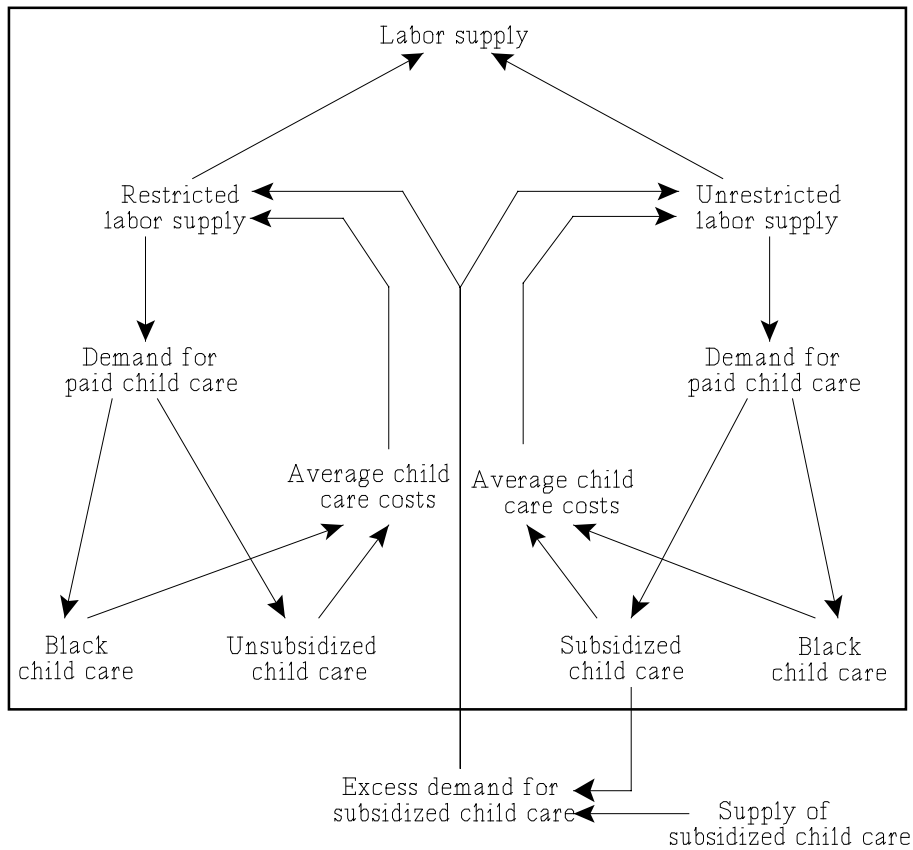 Labor supply
Restricted
labor supply
Unrestricted
labor supply
Demand for
paid child care
Demand for
paid child care
Average child
care costs
Average child
care costs
Black
child care
Unsubsidized
child care
Subsidized
child care
Black
child care
Excess demand for
subsidized child care
Supply of
subsidized child care